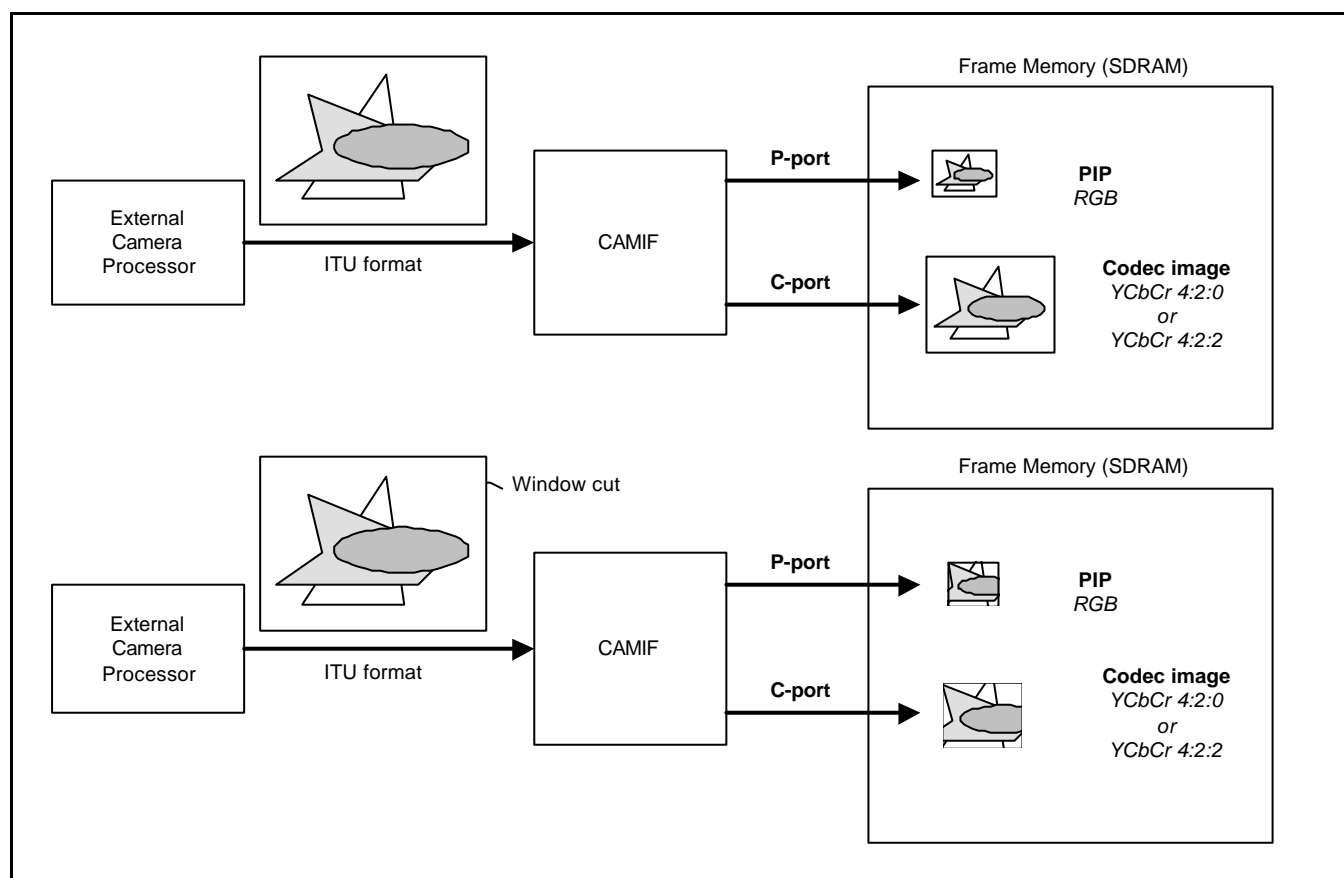 Frame Memory (SDRAM)
External
Camera
Processor
ITU format
CAMIF
P-port
C-port
PIP
RGB
Codec image
YCbCr 4:2:0
or
YCbCr 4:2:2
Window cut
Frame Memory (SDRAM)
External
Camera
Processor
ITU format
CAMIF
P-port
C-port
PIP
RGB
Codec image
YCbCr 4:2:0
or
YCbCr 4:2:2